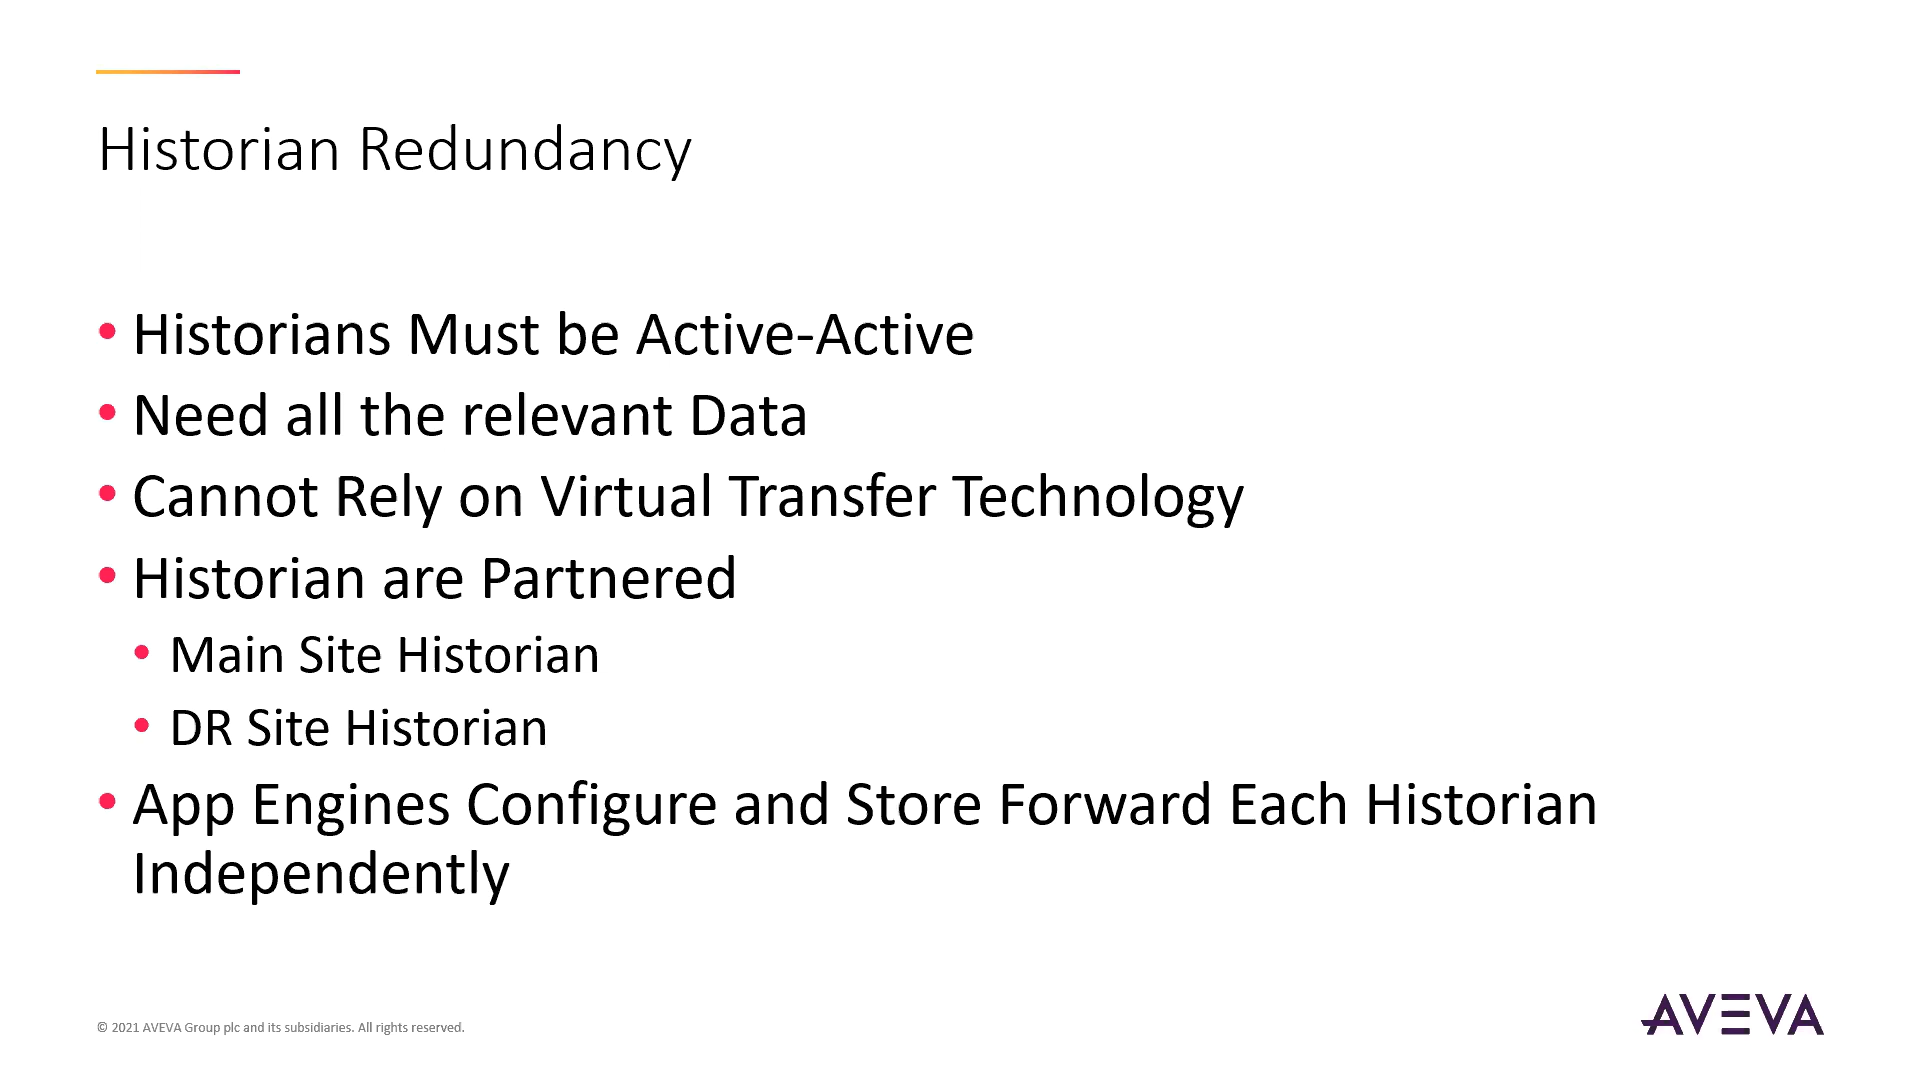 Historian Redundancy
• Historians Must be Active-Active
• Need all the relevant Data
• Cannot Rely on Virtual Transfer Technology
• Historian are Partnered
• Main Site Historian
• DR Site Historian
• App Engines Configure and Store Forward Each Historian
Independently
© 2021 AVEVA Group plc and its subsidiaries. All rights reserved.
AVEVA